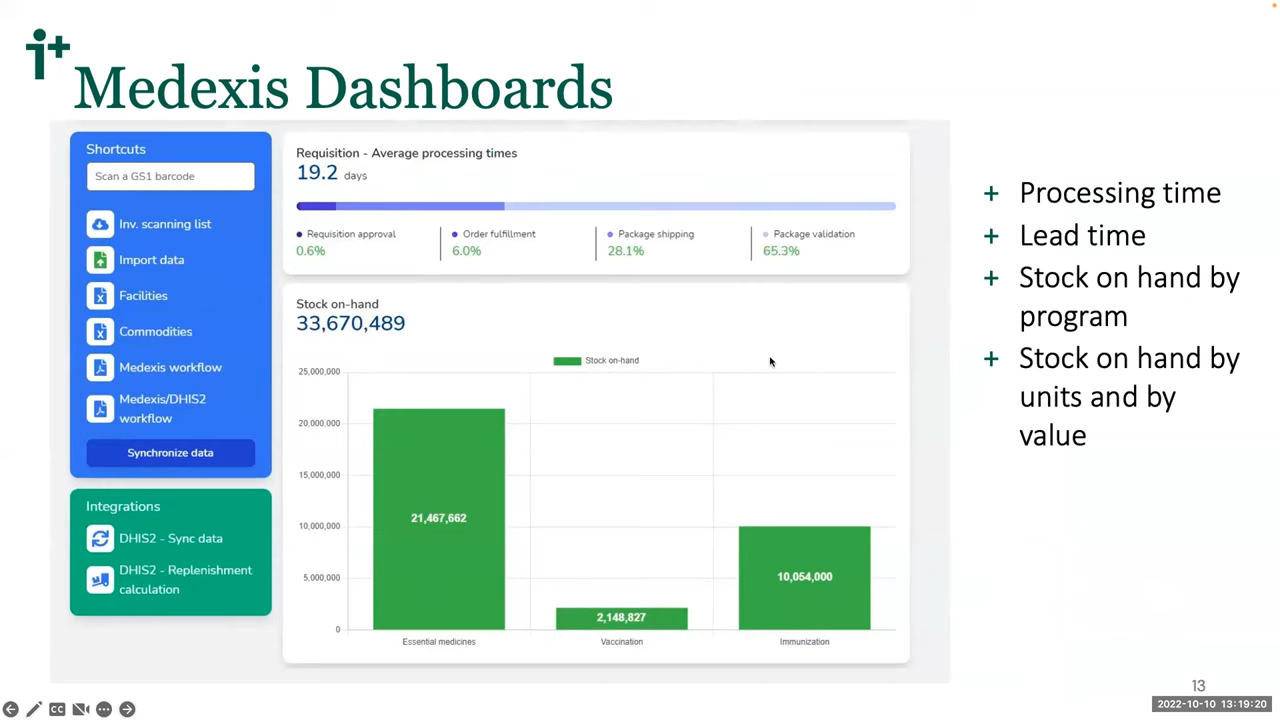 i+
Medexis Dashboards
Shortcuts
Scan a GS1 barcode
Inv. scanning list
Import data
Facilities
Commodities
Medexis workflow
Medexis/DHIS2
workflow
Synchronize data
Integrations
DHIS2 - Sync data
DHIS2 - Replenishment
calculation
Requisition - Average processing times
19.2 days
Requisition approval
0.6%
Order fulfillment
6.0%
Package shipping
28.1%
Package validation
65.3%
Stock on-hand
33,670,489
Stock on-hand
25,000,000
20,000,000
15,000,000
10,000,000
5,000,000
0
21,467,662
2,148,827
10,054,000
Essential medicines
Vaccination
Immunization
+ Processing time
+ Lead time
+ Stock on hand by
program
+ Stock on hand by
units and by
value
13
CC
2022-10-10 13:19:20